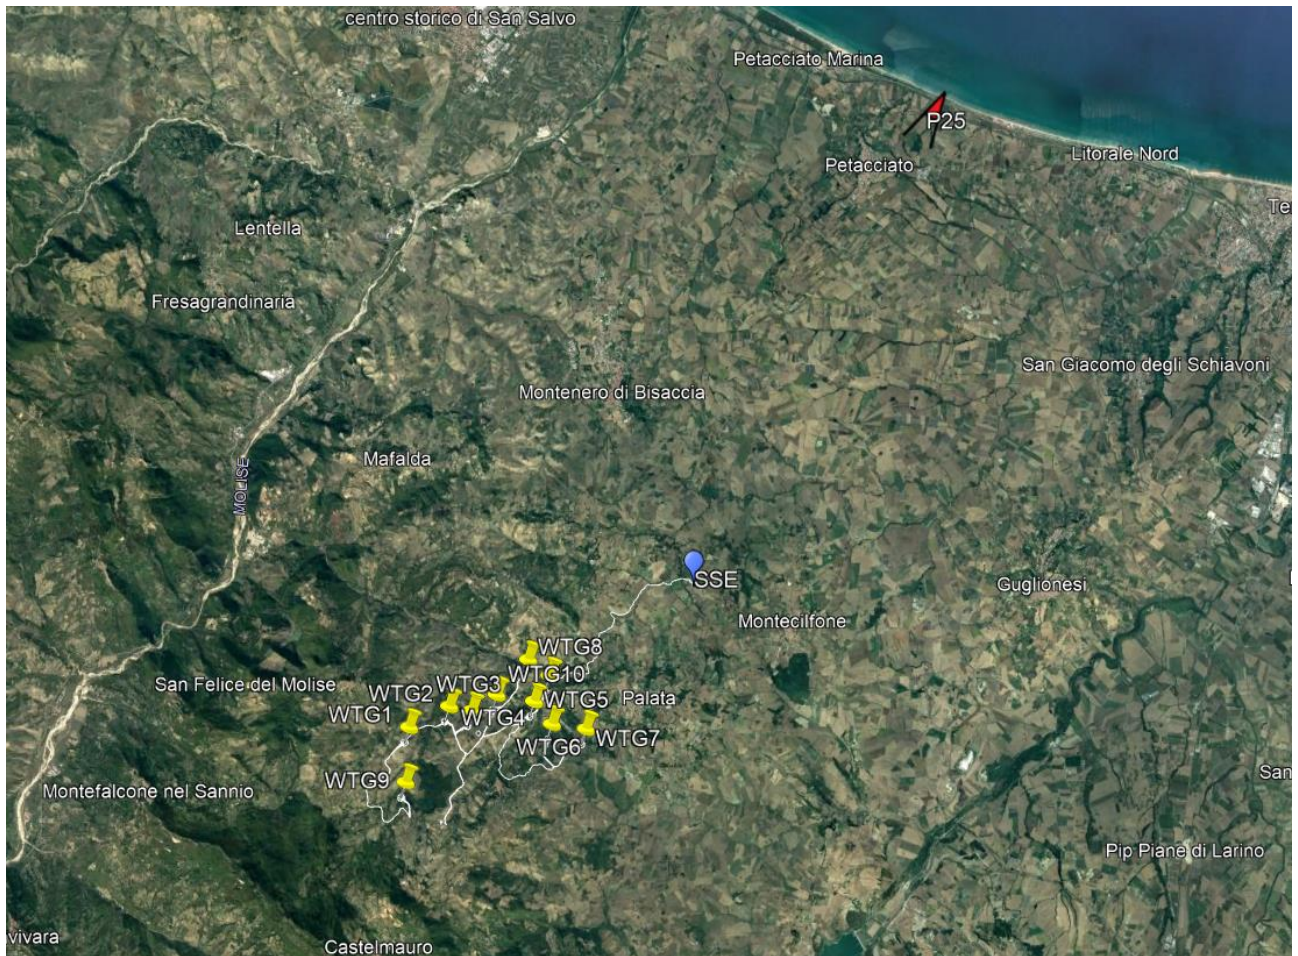 centro storico di San Salvo
Petacciato Marina
P25
Petacciato
Litorale Nord
Te
Lentella
Fresagrandinaria
San Giacomo degli Schiavoni
Montenero di Bisaccia
Mafalda
MOLISE
SSE
Guglionesi
Montecilfone
WTG8
WTG10
WTG3
WTG2
San Felice del Molise
WTG5
Palata
WTG1
WTG4
WTG6
WTG7
WTG9
Montefalcone nel Sannio
San
Pip Piane di Larino
vivara
Castelmauro